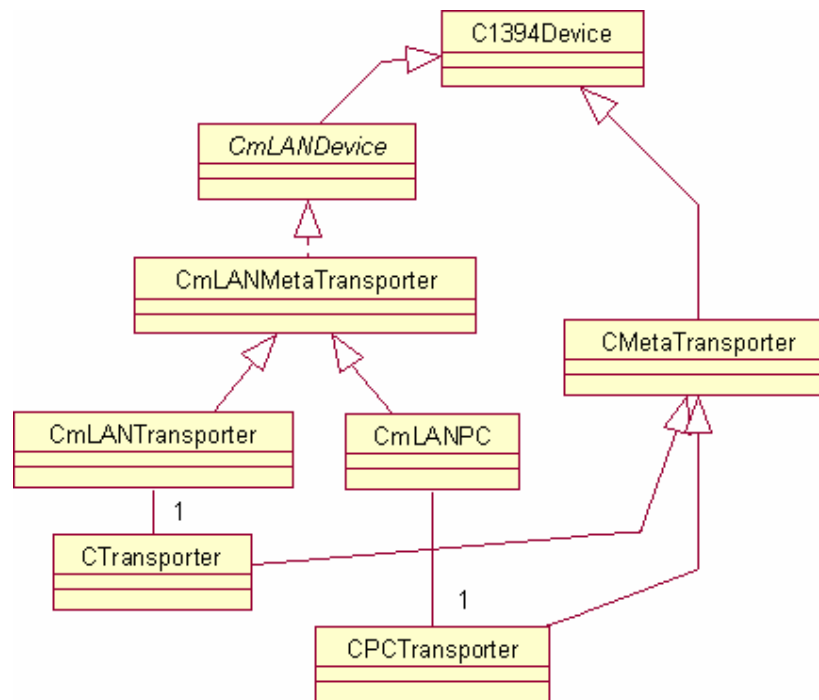 C1394Device
CmLANDevice
CmLANMetaTransporter
CMetaTransporter
CmLANTransporter
CmLANPC
1
CTransporter
1
CPCTransporter